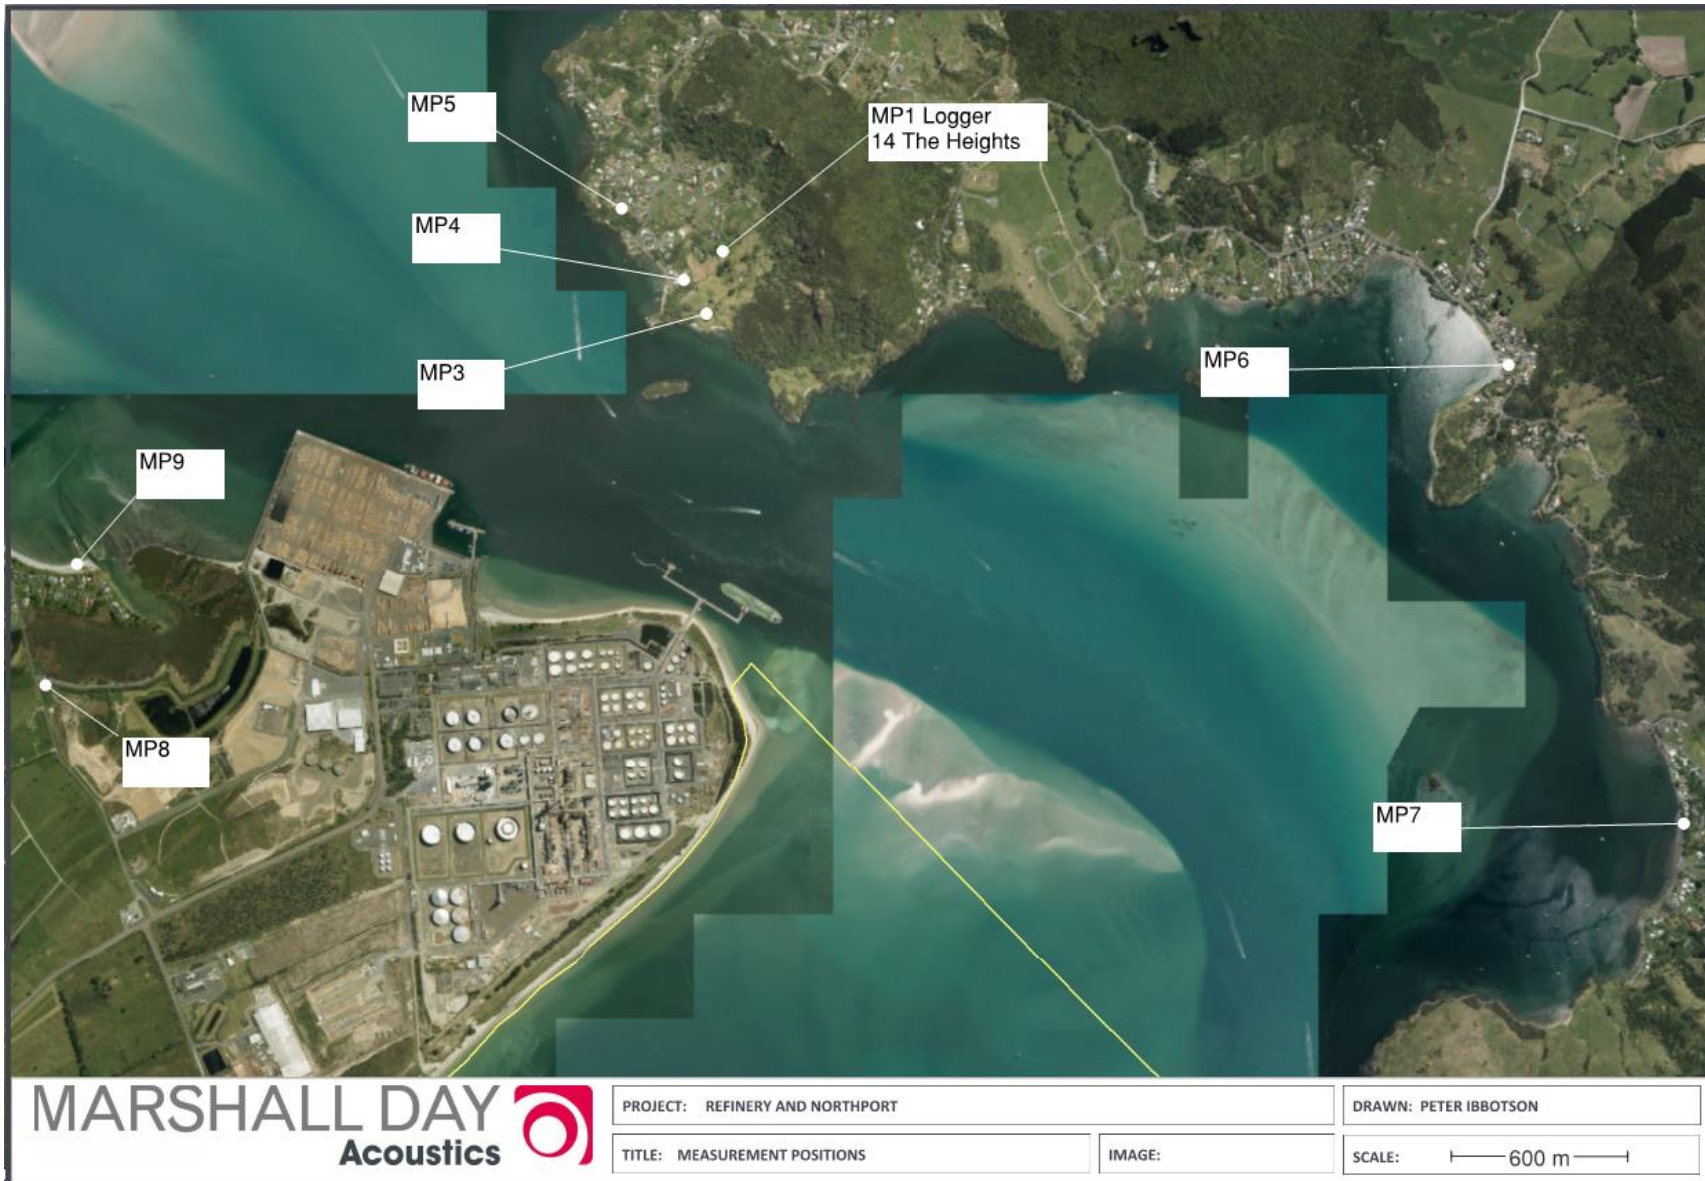 MP5
MP1 Logger
14 The Heights
MP4
MP3
MP6
MP9
MP8
MP7
MARSHALL DAY
Acoustics
PROJECT: REFINERY AND NORTHPORT
DRAWN: PETER IBBOTSON
TITLE: MEASUREMENT POSITIONS
IMAGE:
SCALE: 600 m